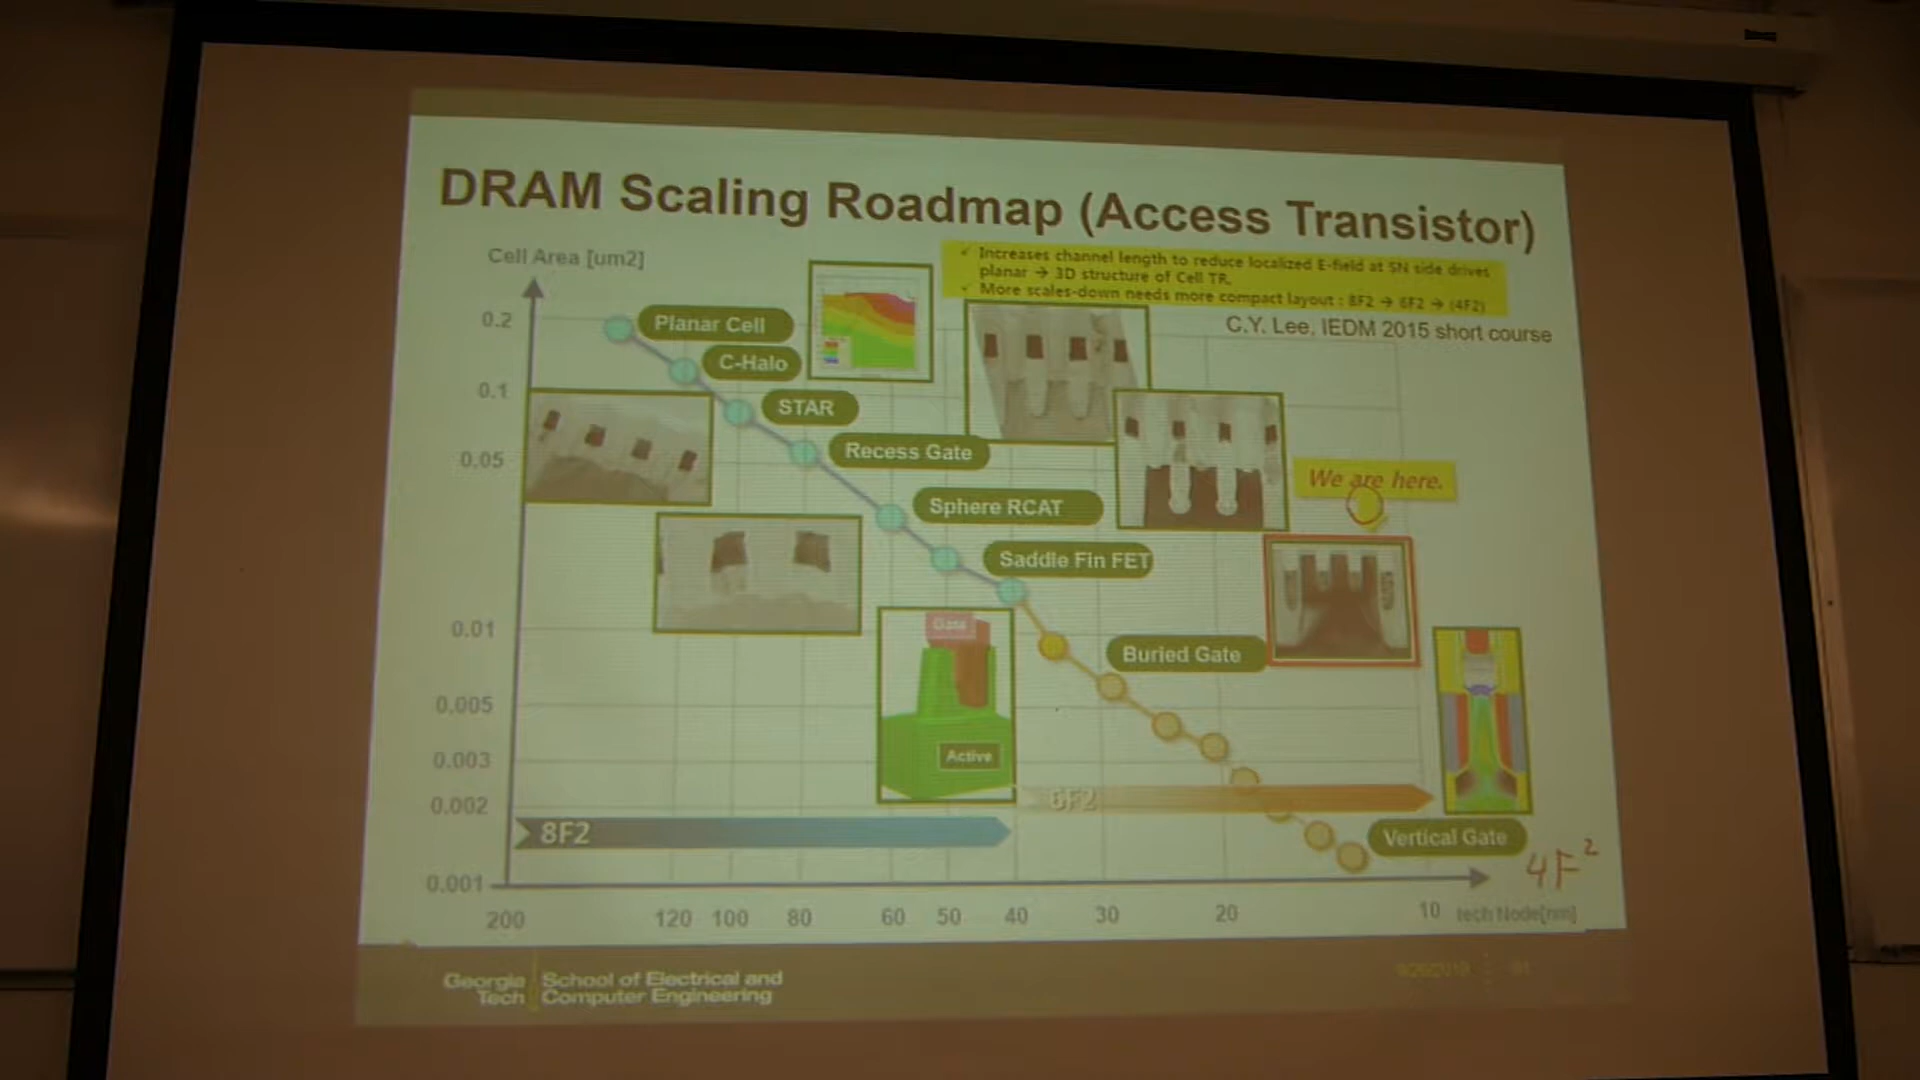 DRAM Scaling Roadmap (Access Transistor)
Cell Area [um2]
✓ Increases channel length to reduce localized E-field at SN side drives
planar → 3D structure of Cell TR.
✓ More scales-down needs more compact layout : 8F2 → 6F2 → (4F2)
C.Y. Lee, IEDM 2015 short course
0.2
Planar Cell
C-Halo
0.1
STAR
Recess Gate
0.05
We are here.
Sphere RCAT
Saddle Fin FET
0.01
Gate
Buried Gate
0.005
Active
0.003
0.002
6F2
8F2
Vertical Gate
4F²
0.001
200 120 100 80 60 50 40 30 20 10 tech Node[nm]
Georgia Tech
School of Electrical and
Computer Engineering